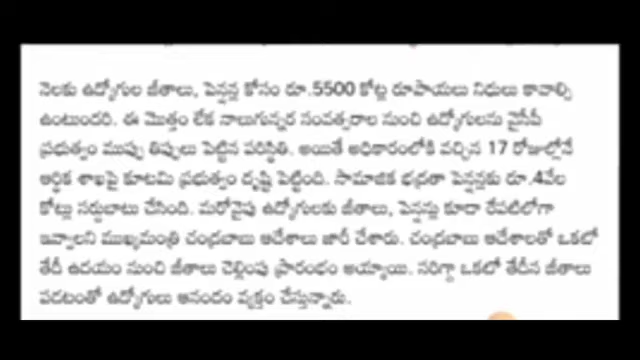 నెలకు ఉద్యోగుల జీతాలు, పెన్షన్ల కోసం రూ.5500 కోట్ల రూపాయలు నిధులు కావాల్సి
ఉంటుందరి. ఈ మొత్తం లేక నాలుగున్నర సంవత్సరాల నుంచి ఉద్యోగులను వైసీపీ
ప్రభుత్వం ముప్పు తిప్పలు పెట్టిన పరిస్థితి. అయితే అధికారంలోకి వచ్చిన 17 రోజుల్లోనే
ఆర్థిక శాఖపై కూటమి ప్రభుత్వం దృష్టి పెట్టింది. సామాజిక భద్రతా పెన్షన్లకు రూ.4వేల
కోట్లు సర్దుబాటు చేసింది. మరోవైపు ఉద్యోగులకు జీతాలు, పెన్షన్లు కూడా రేపటిలోగా
ఇవ్వాలని ముఖ్యమంత్రి చంద్రబాబు ఆదేశాలు జారీ చేశారు. చంద్రబాబు ఆదేశాలతో ఒకటో
తేదీ ఉదయం నుంచి జీతాలు చెల్లింపు ప్రారంభం అయ్యాయి. సరిగ్గా ఒకటో తేదీన జీతాలు
పడటంతో ఉద్యోగులు ఆనందం వ్యక్తం చేస్తున్నారు.